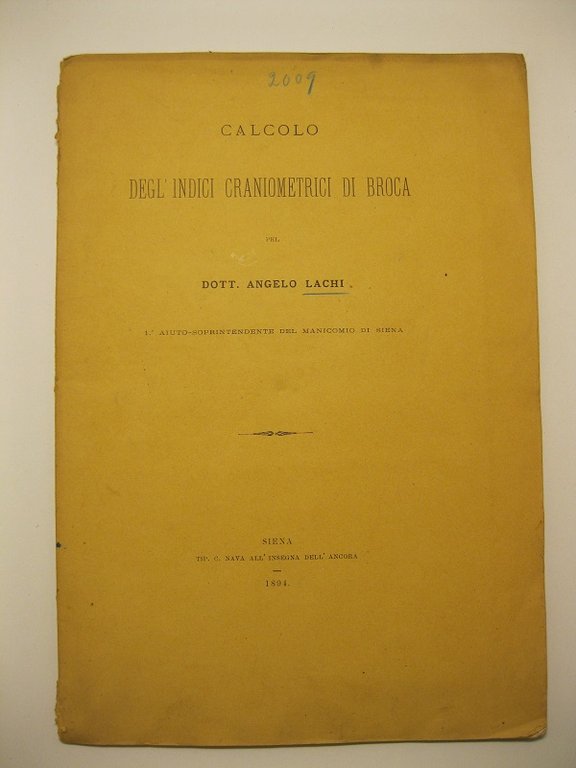 2009
CALCOLO
DEGL' INDICI CRANIOMETRICI DI BROCA
PEL
DOTT. ANGELO LACHI
1.º AIUTO-SOPRINTENDENTE DEL MANICOMIO DI SIENA
SIENA
TIP. C. NAVA ALL' INSEGNA DELL' ANCORA
1894.